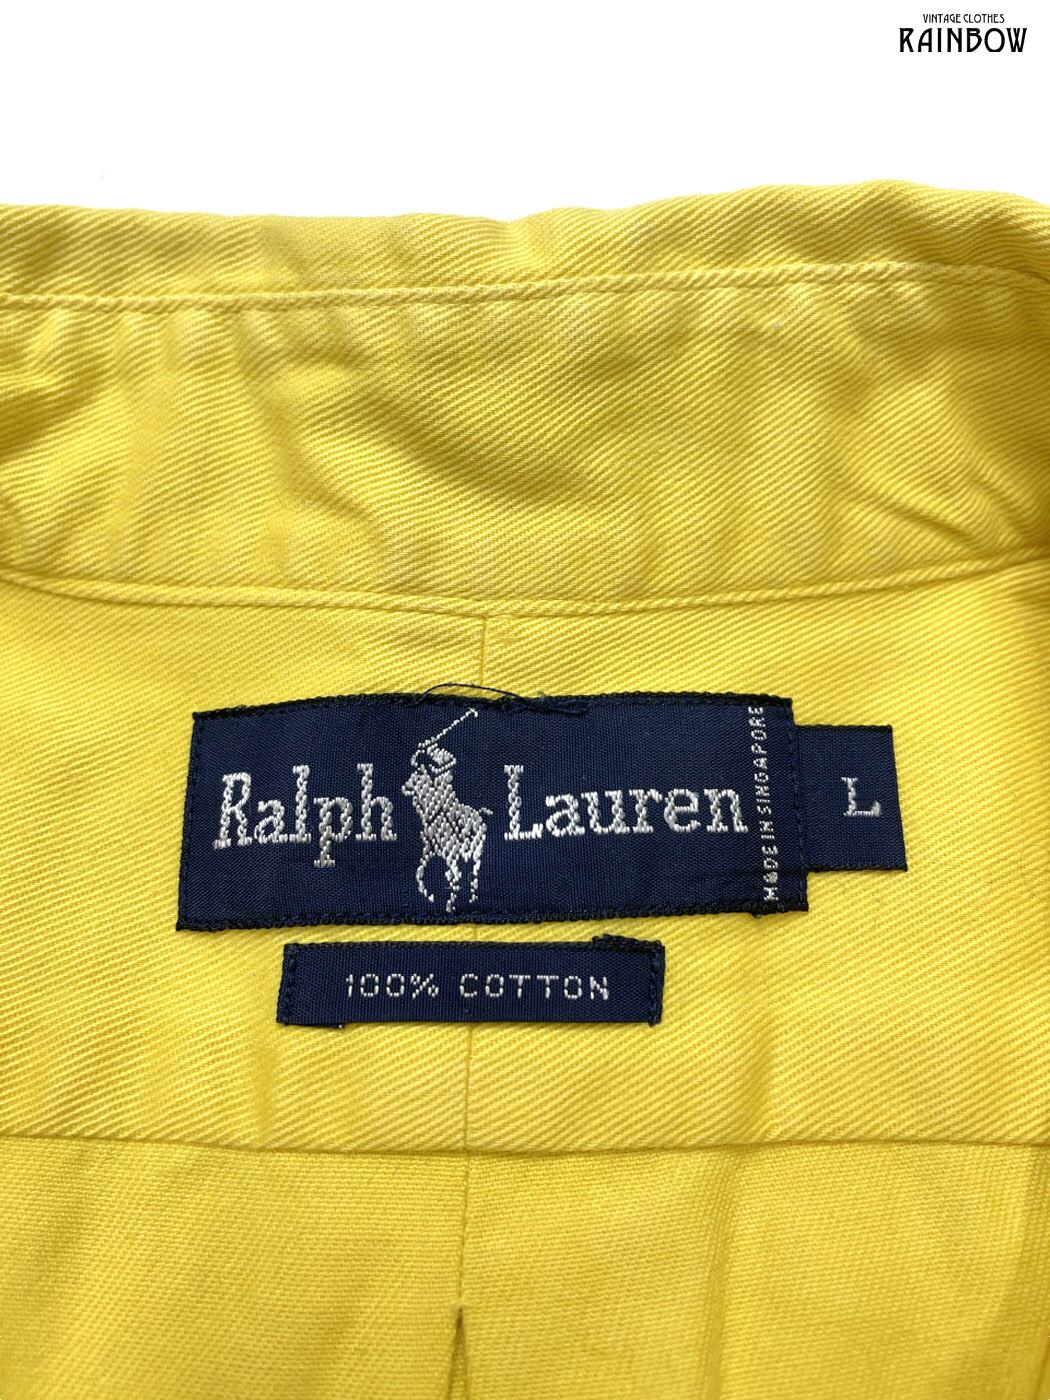 VINTAGE CLOTHES
RAINBOW
Ralph Lauren
MADE IN SINGAPORE
L
100% COTTON